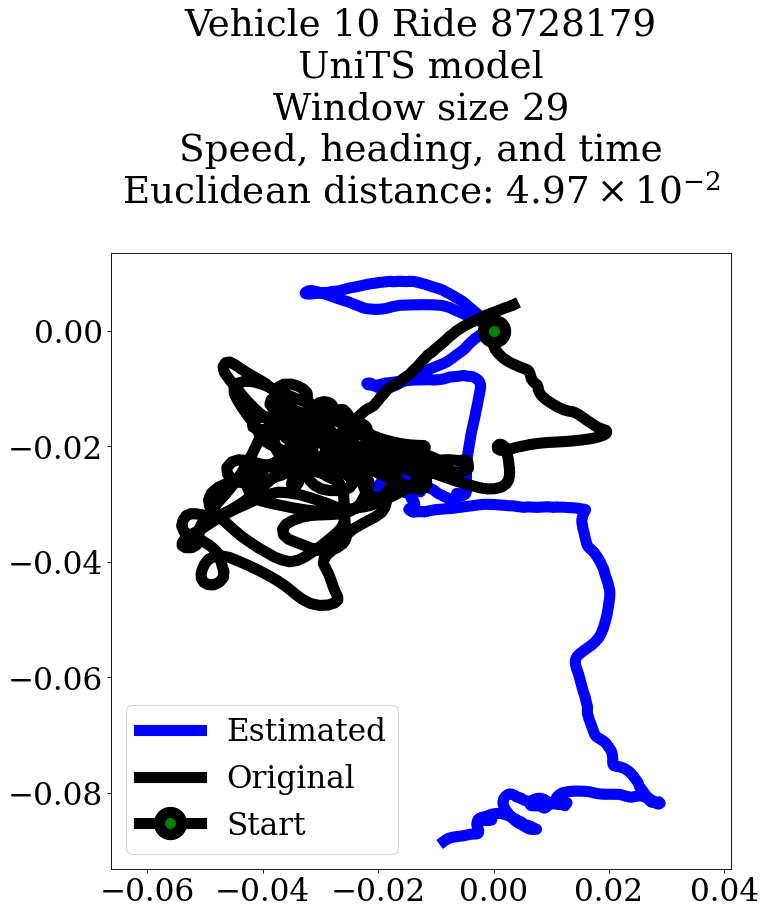 Vehicle 10 Ride 8728179
UniTS model
Window size 29
Speed, heading, and time
Euclidean distance: 4.97 × 10⁻²
0.00
−0.02
−0.04
−0.06
−0.08
Estimated
Original
Start
−0.06 −0.04 −0.02 0.00 0.02 0.04